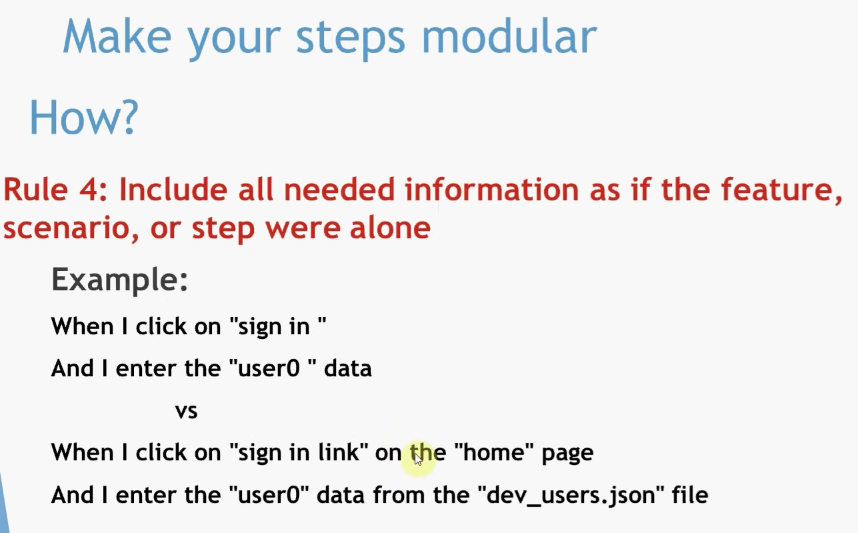 Make your steps modular
How?
Rule 4: Include all needed information as if the feature,
scenario, or step were alone
Example:
When I click on "sign in "
And I enter the "user0 " data
vs
When I click on "sign in link" on the "home" page
And I enter the "user0" data from the "dev_users.json" file